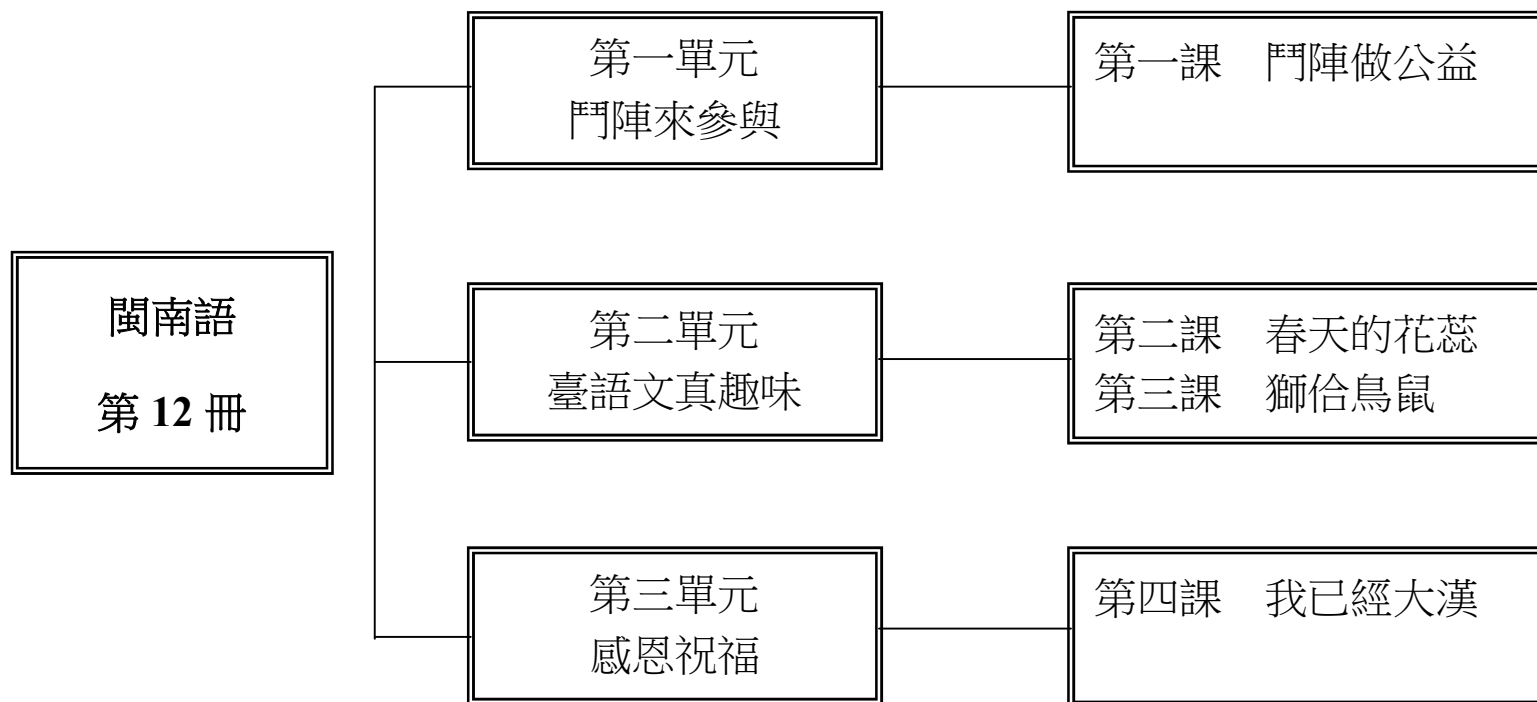 閩南語
第 12 冊
第一單元
鬥陣來參與
第一課　鬥陣做公益
第二單元
臺語文真趣味
第二課　春天的花蕊
第三課　獅佮鳥鼠
第三單元
感恩祝福
第四課　我已經大漢